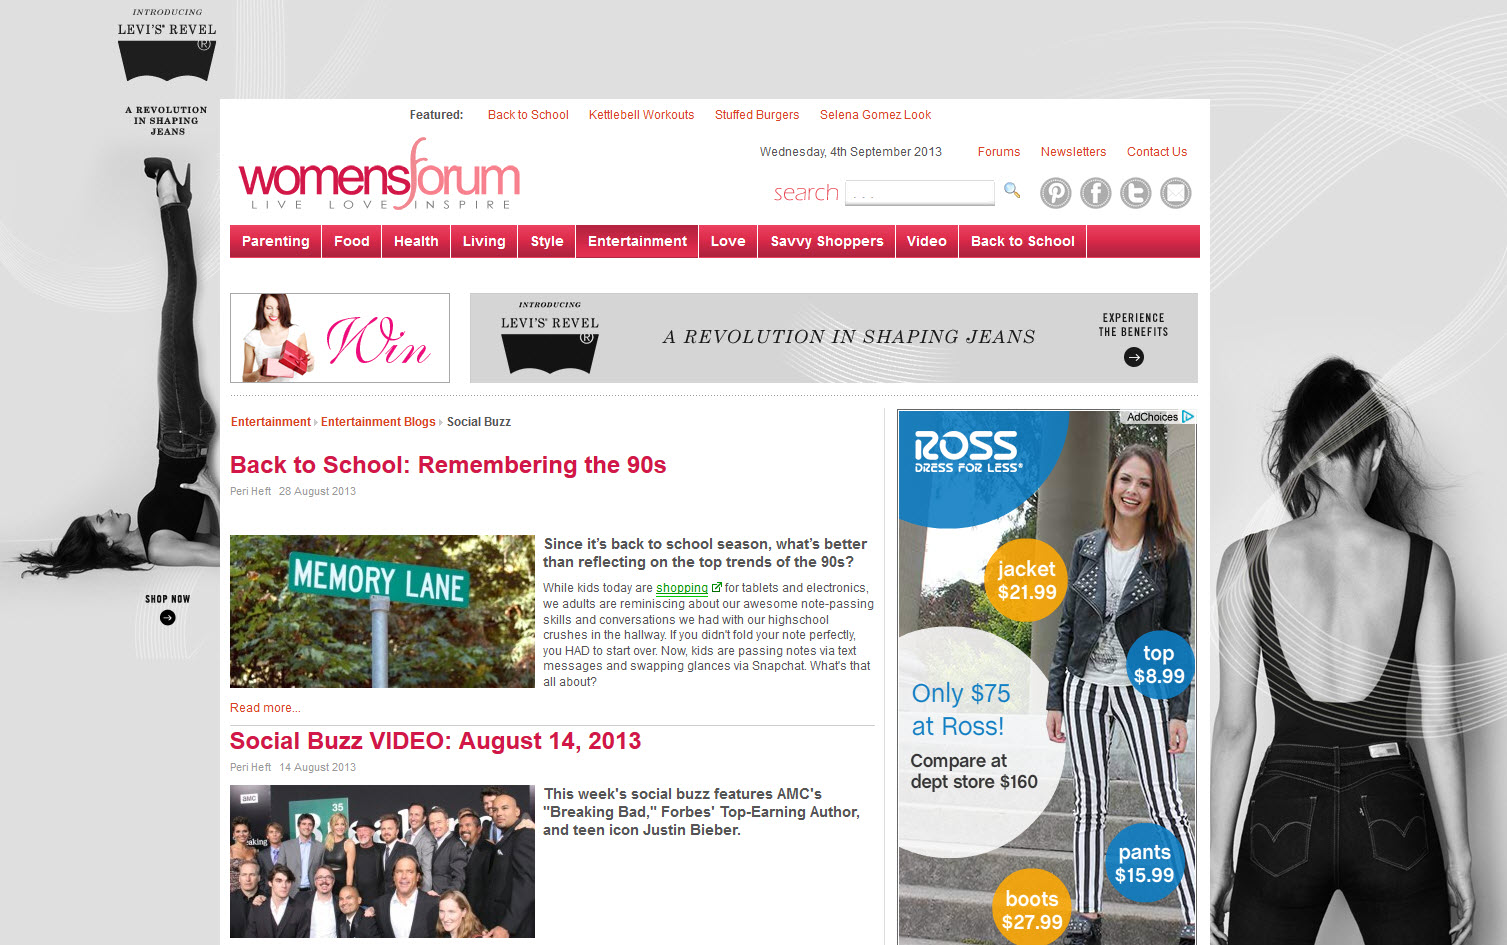 INTRODUCING
LEVI'S® REVEL
®
A REVOLUTION
IN SHAPING
JEANS
SHOP NOW
Featured: Back to School Kettlebell Workouts Stuffed Burgers Selena Gomez Look
womensforum
LIVE LOVE INSPIRE
Wednesday, 4th September 2013 Forums Newsletters Contact Us
search ...
Parenting Food Health Living Style Entertainment Love Savvy Shoppers Video Back to School
Win
INTRODUCING
LEVI'S® REVEL
®
A REVOLUTION IN SHAPING JEANS
EXPERIENCE
THE BENEFITS
Entertainment Entertainment Blogs Social Buzz
Back to School: Remembering the 90s
Peri Heft 28 August 2013
MEMORY LANE
Since it's back to school season, what's better
than reflecting on the top trends of the 90s?
While kids today are shopping for tablets and electronics,
we adults are reminiscing about our awesome note-passing
skills and conversations we had with our highschool
crushes in the hallway. If you didn't fold your note perfectly,
you HAD to start over. Now, kids are passing notes via text
messages and swapping glances via Snapchat. What's that
all about?
Read more...
Social Buzz VIDEO: August 14, 2013
Peri Heft 14 August 2013
amc
35
This week's social buzz features AMC's
"Breaking Bad," Forbes' Top-Earning Author,
and teen icon Justin Bieber.
AdChoices
ROSS
DRESS FOR LESS®
jacket
$21.99
top
$8.99
Only $75
at Ross!
Compare at
dept store $160
pants
$15.99
boots
$27.99